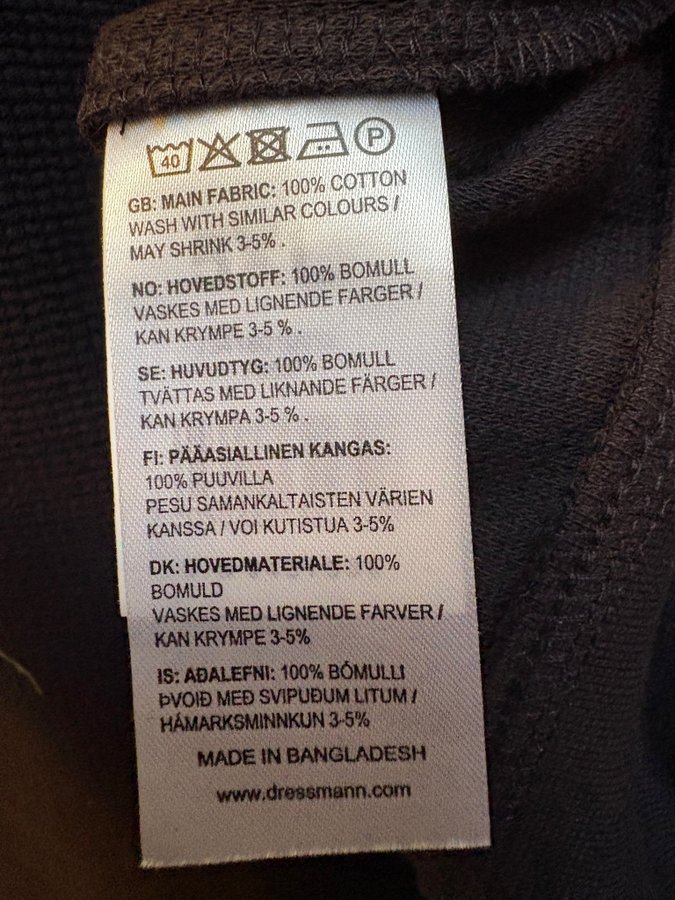 40 P
GB: MAIN FABRIC: 100% COTTON
WASH WITH SIMILAR COLOURS /
MAY SHRINK 3-5% .
NO: HOVEDSTOFF: 100% BOMULL
VASKES MED LIGNENDE FARGER /
KAN KRYMPE 3-5 % .
SE: HUVUDTYG: 100% BOMULL
TVÄTTAS MED LIKNANDE FÄRGER /
KAN KRYMPA 3-5 % .
FI: PÄÄASIALLINEN KANGAS:
100% PUUVILLA
PESU SAMANKALTAISTEN VÄRIEN
KANSSA / VOI KUTISTUA 3-5%
DK: HOVEDMATERIALE: 100%
BOMULD
VASKES MED LIGNENDE FARVER /
KAN KRYMPE 3-5%
IS: AÐALEFNI: 100% BÓMULLI
ÞVOIÐ MEÐ SVIPUÐUM LITUM /
HÁMARKSMINNKUN 3-5%
MADE IN BANGLADESH
www.dressmann.com